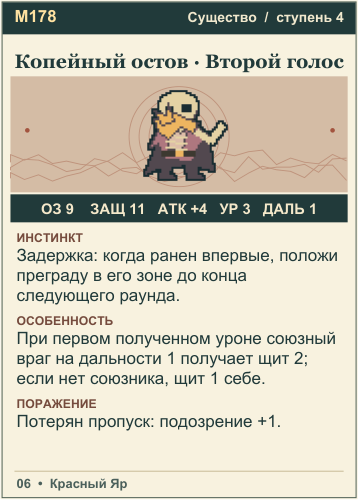 М178
Существо / ступень 4
Копейный остов · Второй голос
ОЗ 9 ЗАЩ 11 АТК +4 УР 3 ДАЛЬ 1
ИНСТИНКТ
Задержка: когда ранен впервые, положи
преграду в его зоне до конца
следующего раунда.
ОСОБЕННОСТЬ
При первом полученном уроне союзный
враг на дальности 1 получает щит 2;
если нет союзника, щит 1 себе.
ПОРАЖЕНИЕ
Потерян пропуск: подозрение +1.
06 • Красный Яр